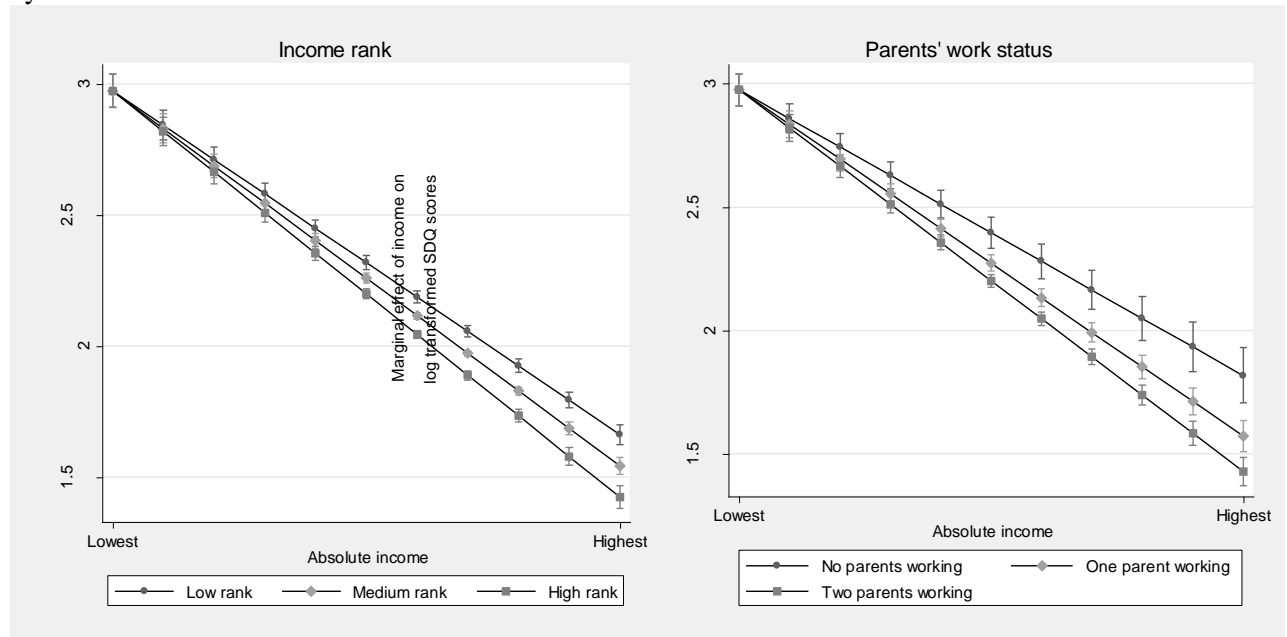 Income rank
3
2.5
2
1.5
Marginal effect of income on
log transformed SDQ scores
Lowest
Highest
Absolute income
Low rank
Medium rank
High rank
Parents' work status
3
2.5
2
1.5
Lowest
Highest
Absolute income
No parents working
One parent working
Two parents working